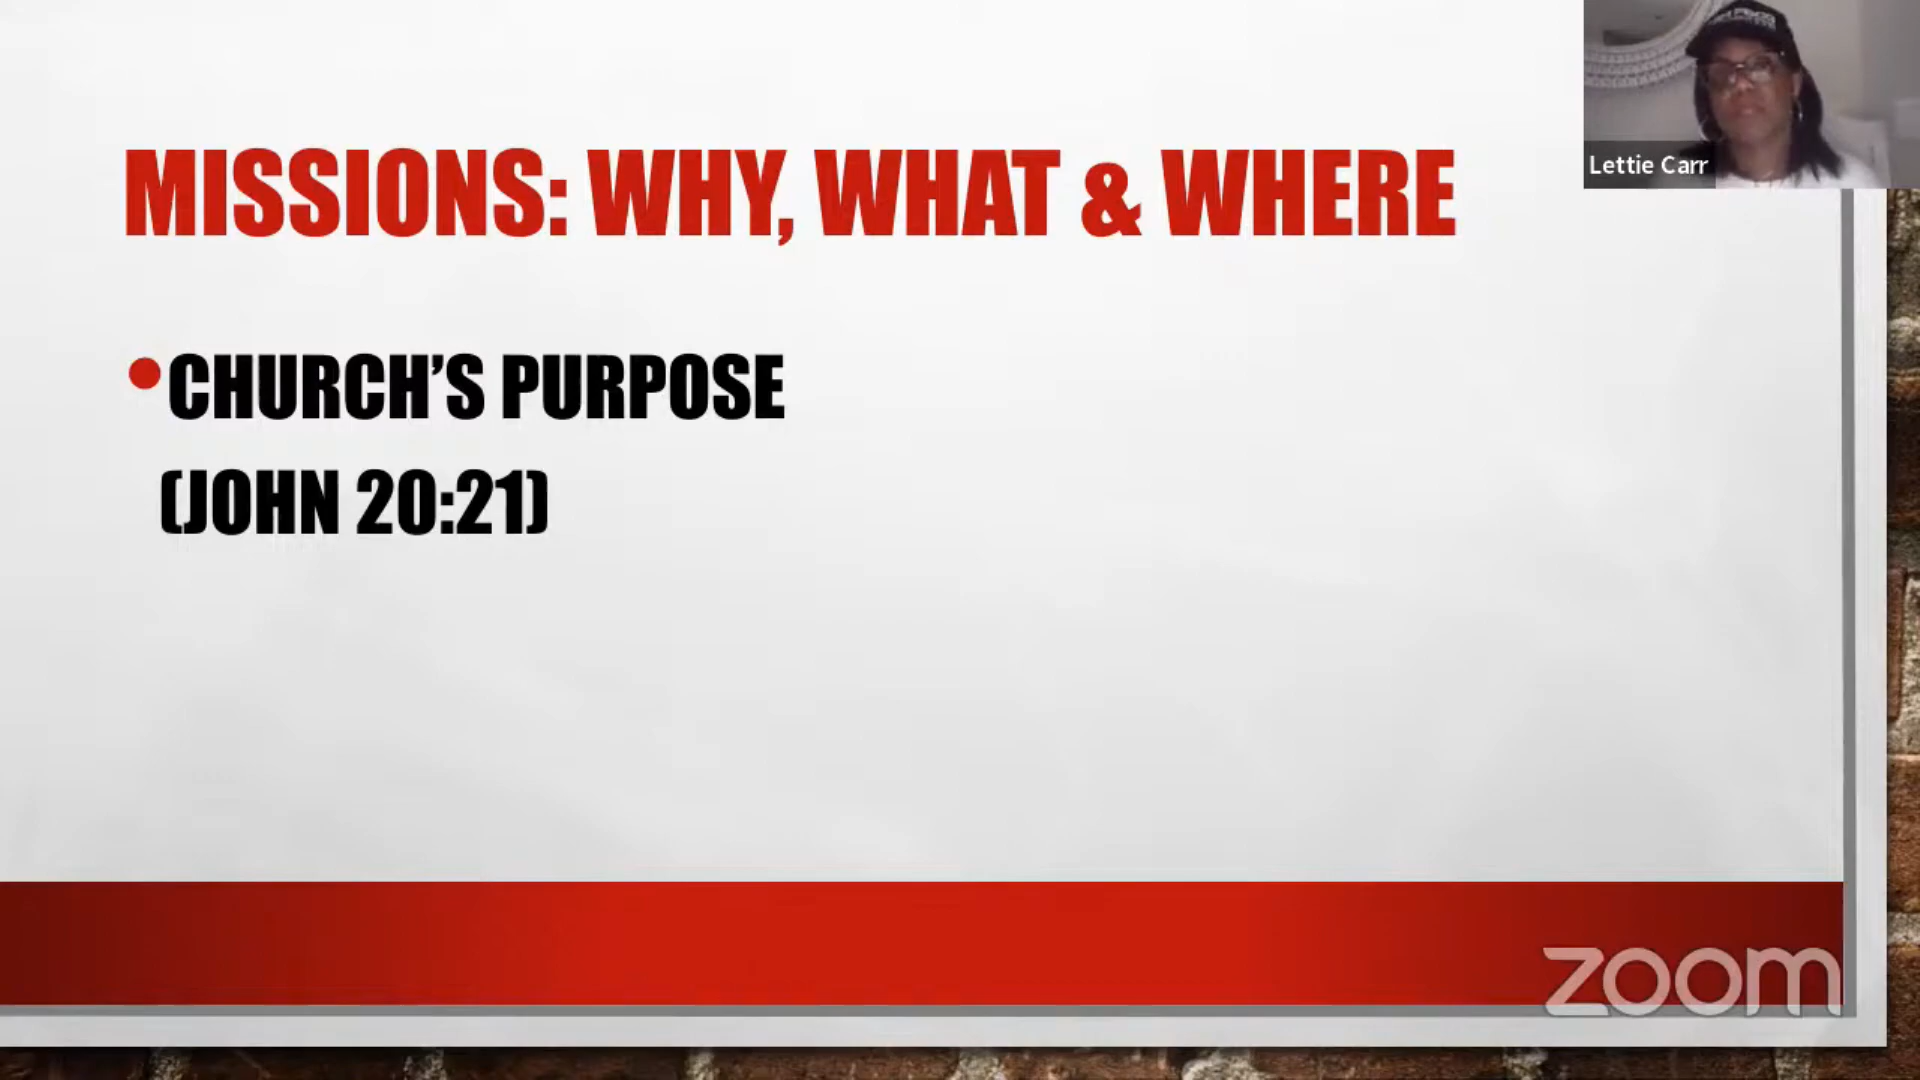 Lettie Carr
MISSIONS: WHY, WHAT & WHERE
•CHURCH’S PURPOSE
(JOHN 20:21)
zoom